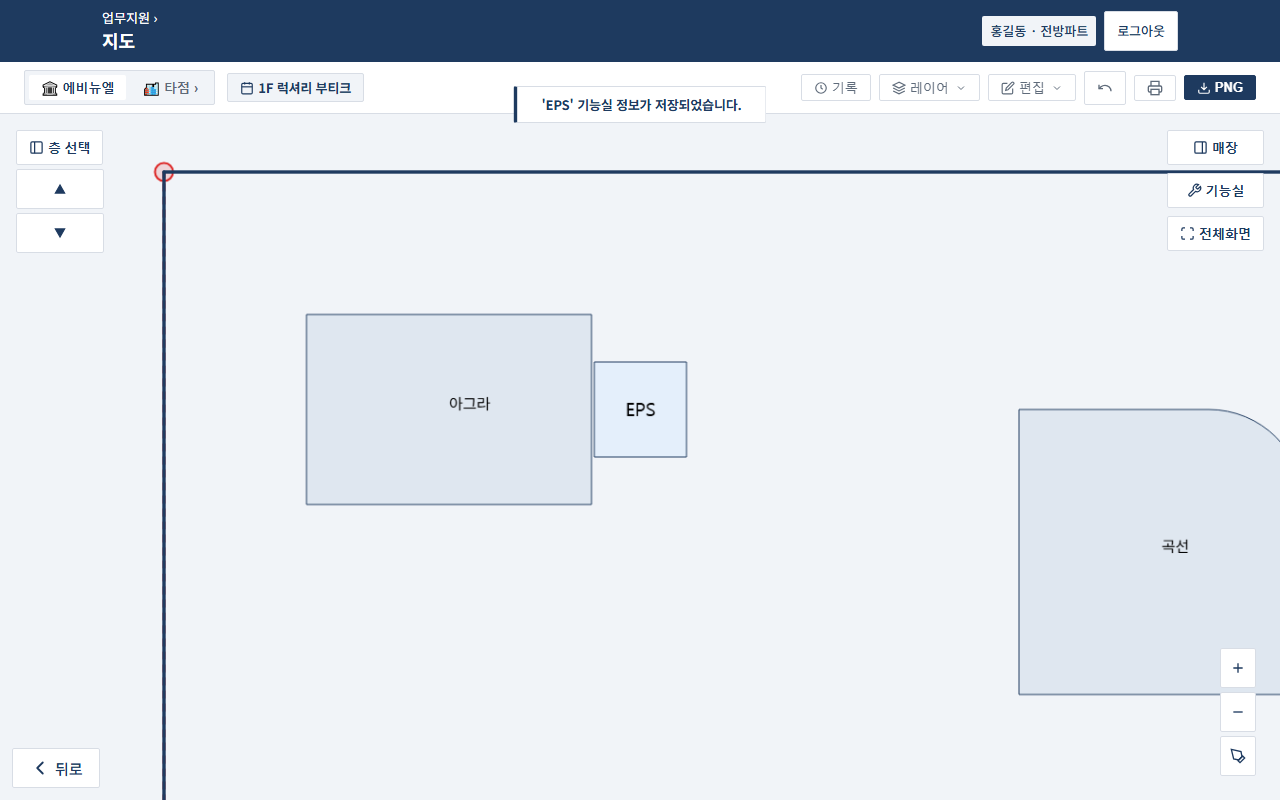 업무지원 ›
지도
홍길동 · 전방파트
로그아웃
에비뉴엘
타점 ›
1F 럭셔리 부티크
'EPS' 기능실 정보가 저장되었습니다.
기록
레이어
편집
PNG
층 선택
▲
▼
매장
기능실
전체화면
아그라
EPS
곡선
+
−
뒤로